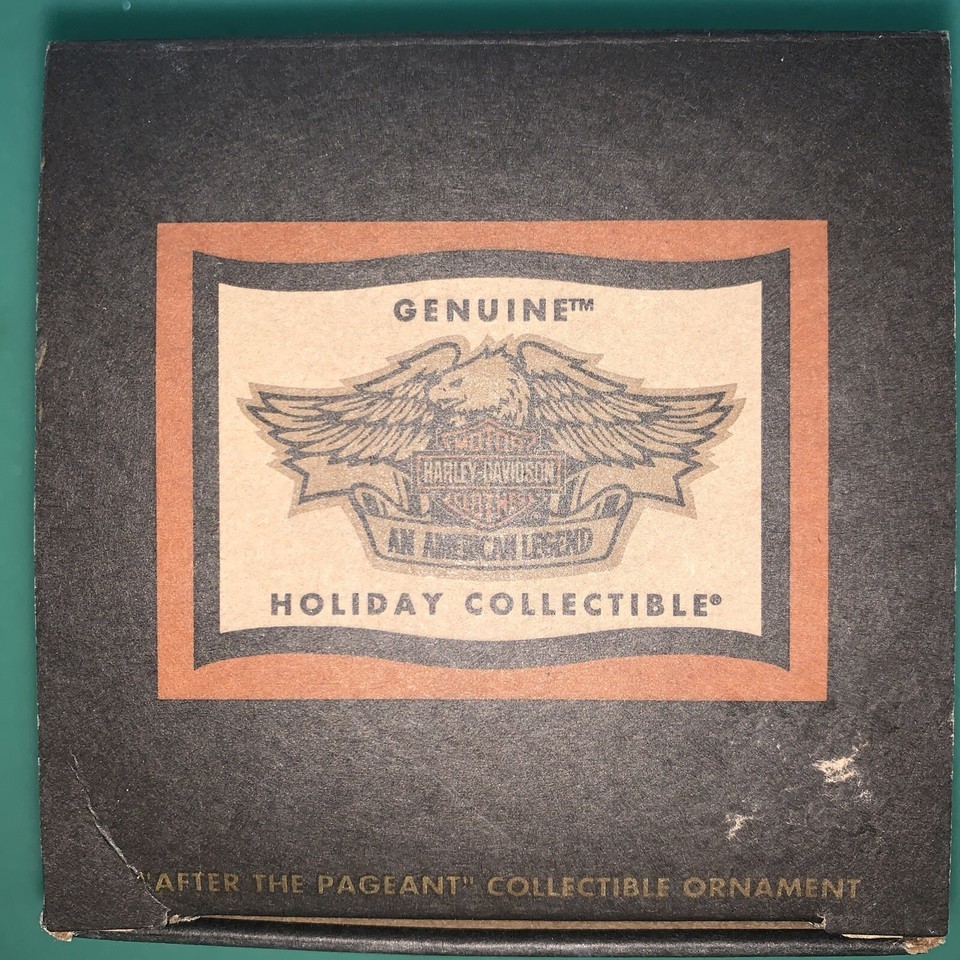 GENUINE™
HARLEY-DAVIDSON
AN AMERICAN LEGEND
HOLIDAY COLLECTIBLE®
"AFTER THE PAGEANT" COLLECTIBLE ORNAMENT